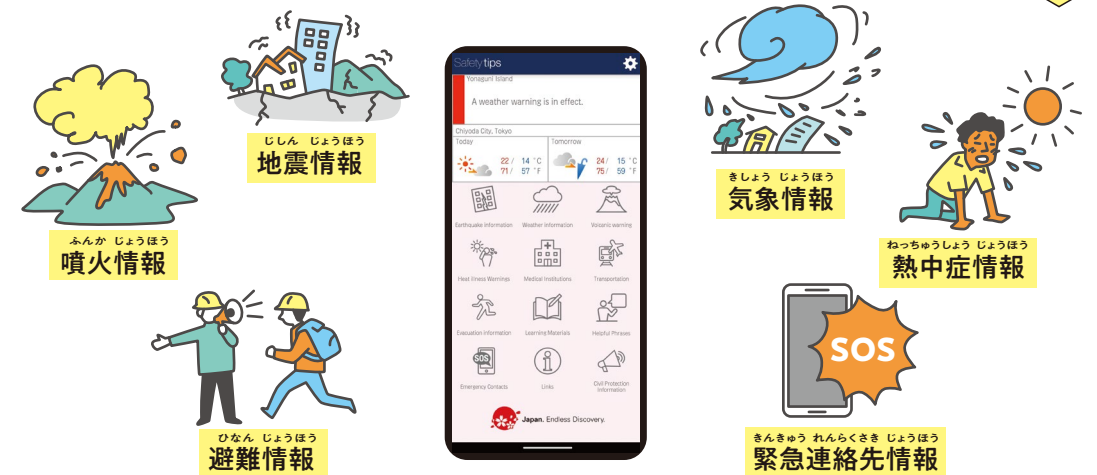 じしん じょうほう
地震情報
ふんか じょうほう
噴火情報
ひなん じょうほう
避難情報
Safety tips
Yonaguni Island
A weather warning is in effect.
Chiyoda City, Tokyo
Today
22 / 14 °C
71 / 57 °F
Tomorrow
24 / 15 °C
75 / 59 °F
Earthquake Information
Weather Information
Volcanic warning
Heat illness Warnings
Medical Institutions
Transportation
Evacuation Information
Learning Materials
Helpful Phrases
SOS
Emergency Contacts
Links
Civil Protection
Information
Japan. Endless Discovery.
きしょう じょうほう
気象情報
ねっちゅうしょう じょうほう
熱中症情報
SOS
きんきゅう れんらくさき じょうほう
緊急連絡先情報